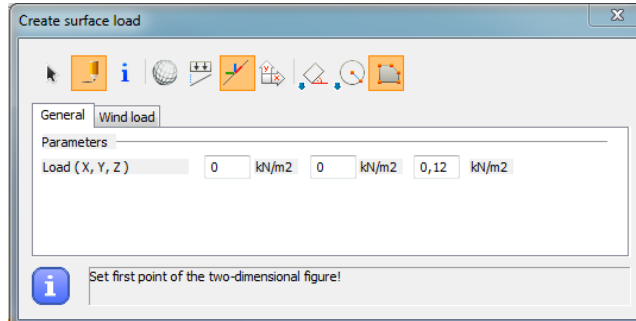 Create surface load
General Wind load
Parameters
Load ( X, Y, Z ) 0 kN/m2 0 kN/m2 0,12 kN/m2
Set first point of the two-dimensional figure!